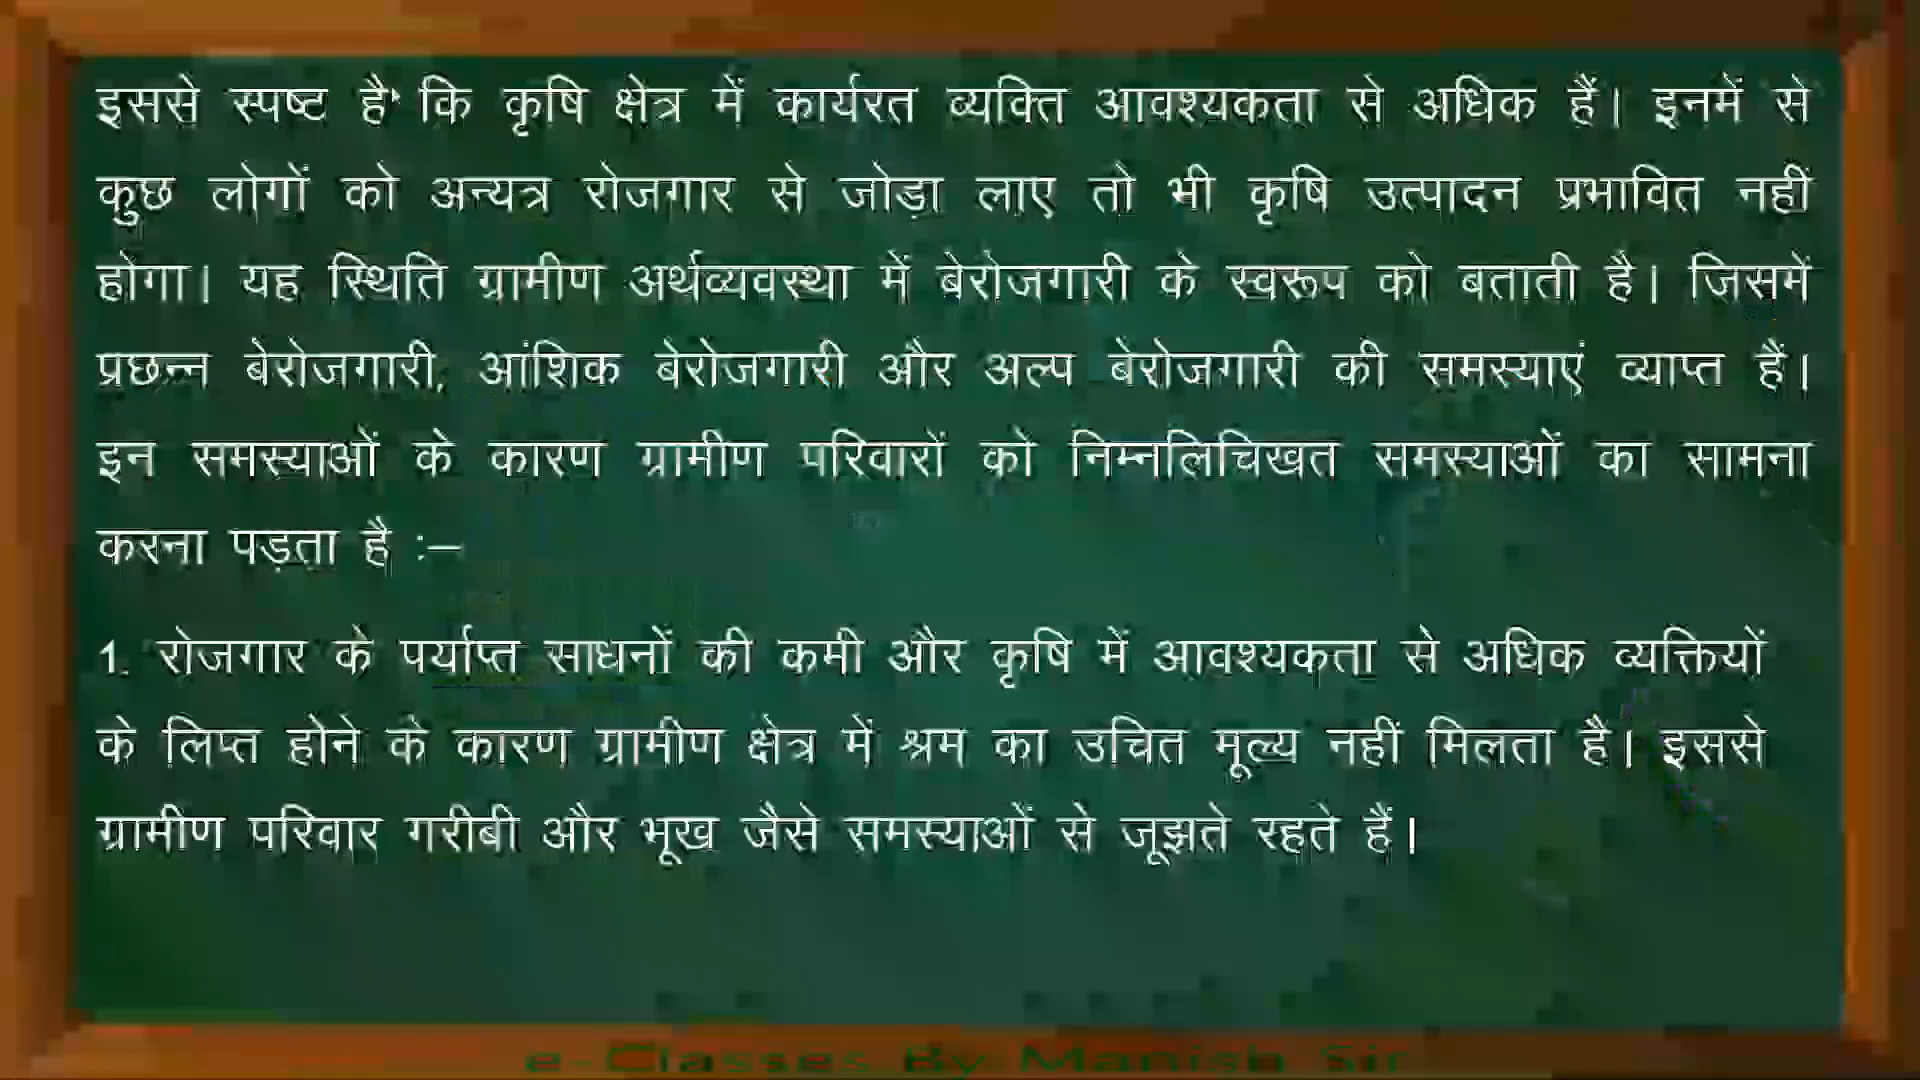 इससे स्पष्ट है कि कृषि क्षेत्र में कार्यरत व्यक्ति आवश्यकता से अधिक हैं। इनमें से
कुछ लोगों को अन्यत्र रोजगार से जोड़ा लाए तो भी कृषि उत्पादन प्रभावित नहीं
होगा। यह स्थिति ग्रामीण अर्थव्यवस्था में बेरोजगारी के स्वरूप को बताती है। जिसमें
प्रछन्न बेरोजगारी, आंशिक बेरोजगारी और अल्प बेरोजगारी की समस्याएं व्याप्त हैं।
इन समस्याओं के कारण ग्रामीण परिवारों को निम्नलिचिखत समस्याओं का सामना
करना पड़ता है :–
1. रोजगार के पर्याप्त साधनों की कमी और कृषि में आवश्यकता से अधिक व्यक्तियों
के लिप्त होने के कारण ग्रामीण क्षेत्र में श्रम का उचित मूल्य नहीं मिलता है। इससे
ग्रामीण परिवार गरीबी और भूख जैसे समस्याओं से जूझते रहते हैं।
e-Classes By Manish Sir